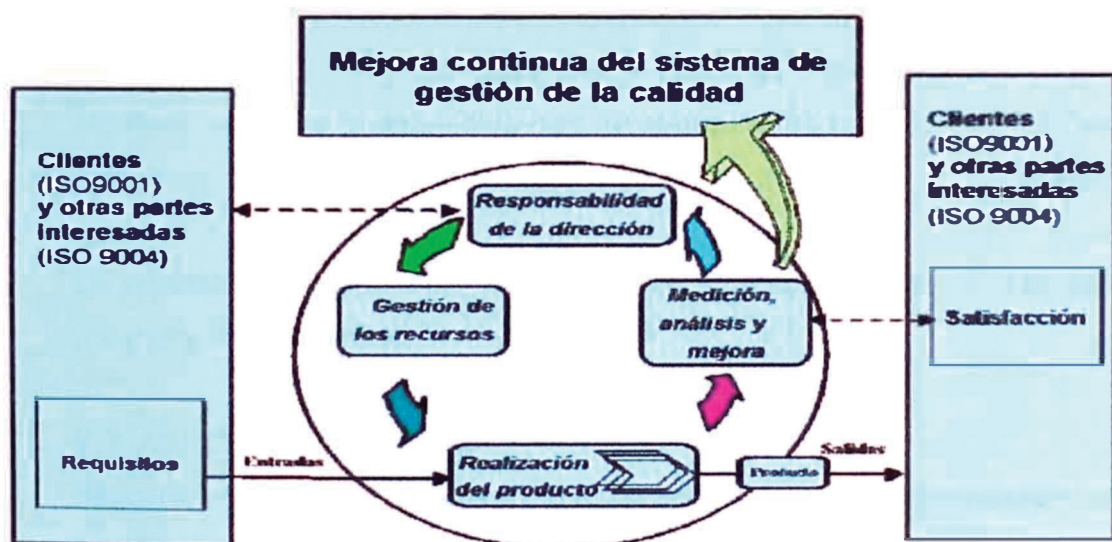 Mejora continua del sistema de
gestión de la calidad
Clientes
(ISO9001)
y otras partes
interesadas
(ISO 9004)
Requisitos
Entradas
Responsabilidad
de la dirección
Gestión de
los recursos
Medición,
análisis y
mejora
Realización
del producto
Producto
Salidas
Clientes
(ISO9001)
y otras partes
interesadas
(ISO 9004)
Satisfacción